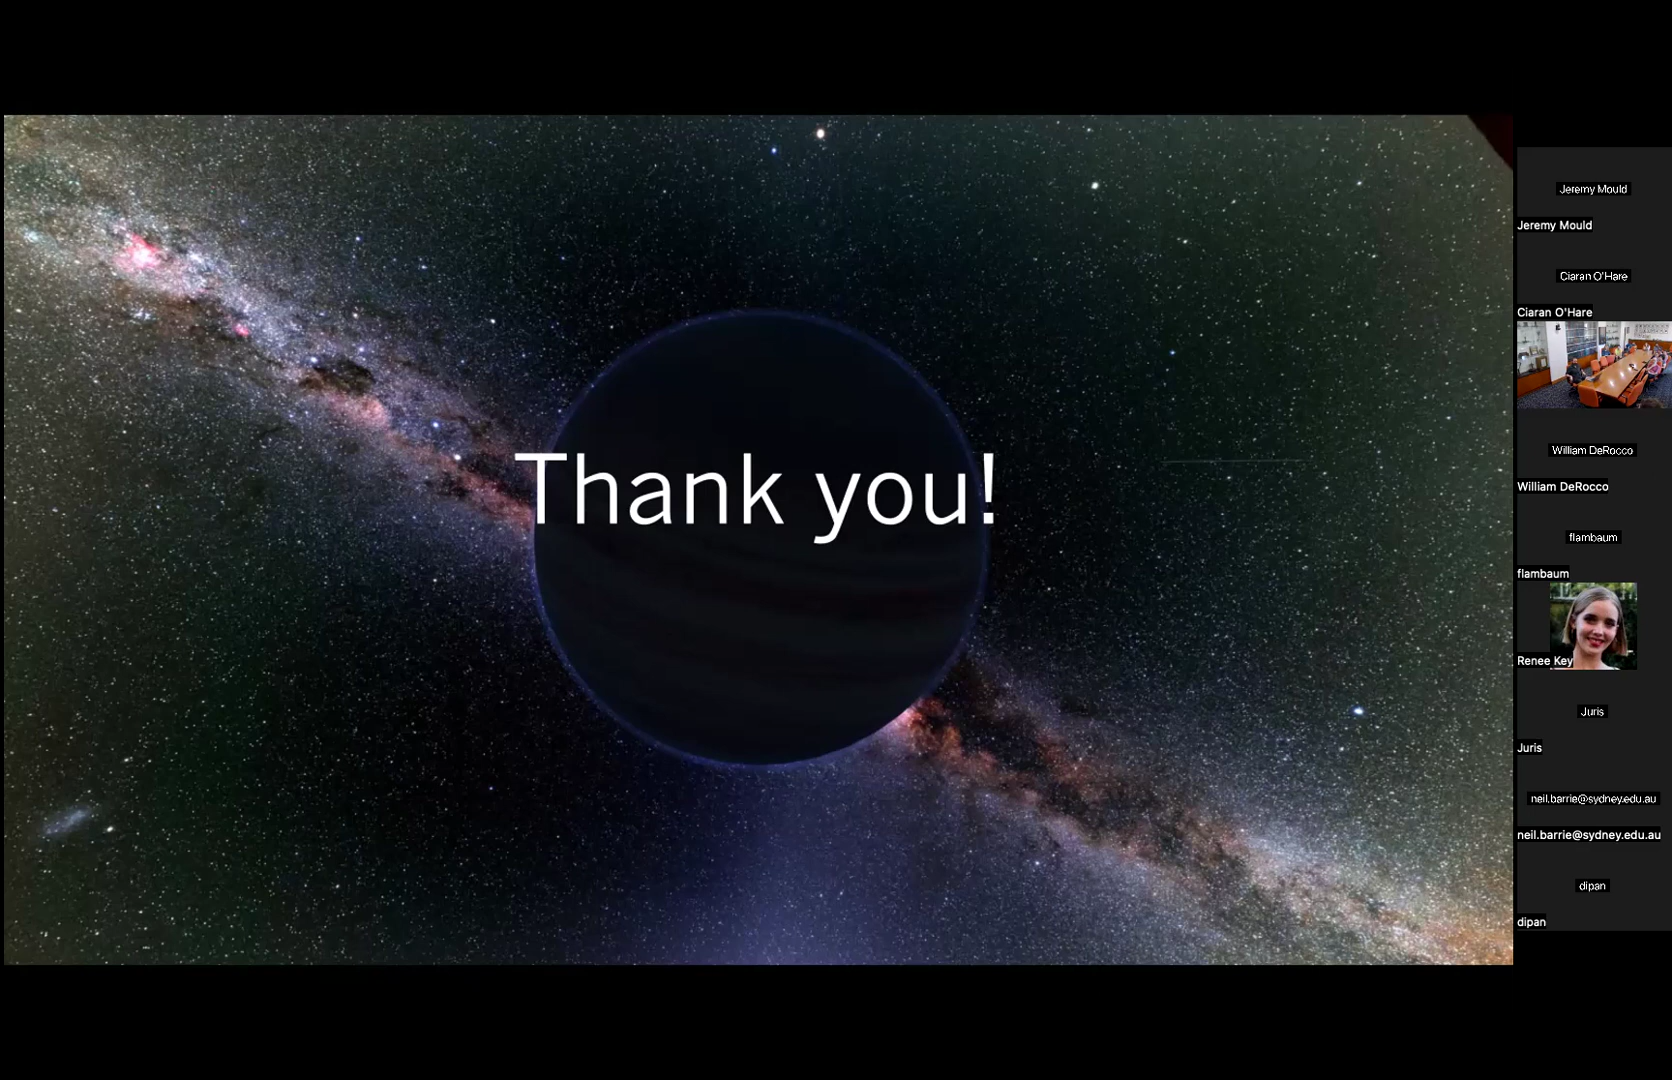 Thank you!
Jeremy Mould
Jeremy Mould
Ciaran O'Hare
Ciaran O'Hare
William DeRocco
William DeRocco
flambaum
flambaum
Renee Key
Juris
Juris
neil.barrie@sydney.edu.au
neil.barrie@sydney.edu.au
dipan
dipan